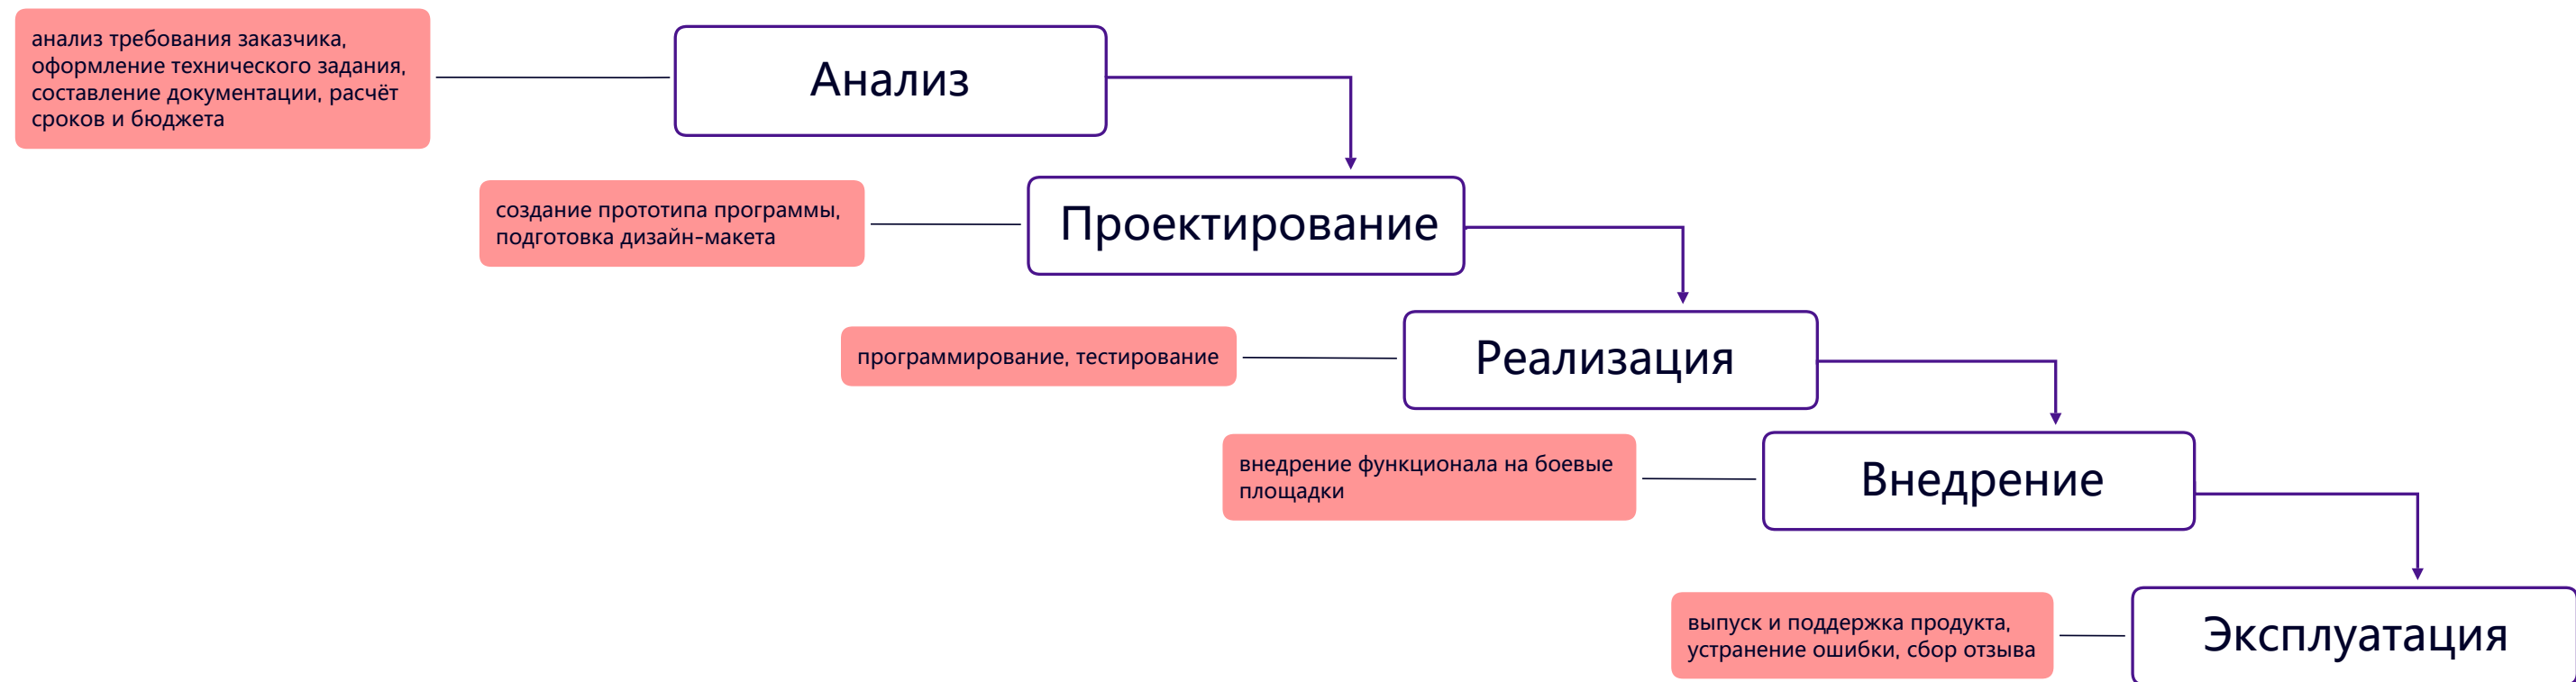 анализ требования заказчика,
оформление технического задания,
составление документации, расчёт
сроков и бюджета
Анализ
создание прототипа программы,
подготовка дизайн-макета
Проектирование
программирование, тестирование
Реализация
внедрение функционала на боевые
площадки
Внедрение
выпуск и поддержка продукта,
устранение ошибки, сбор отзыва
Эксплуатация